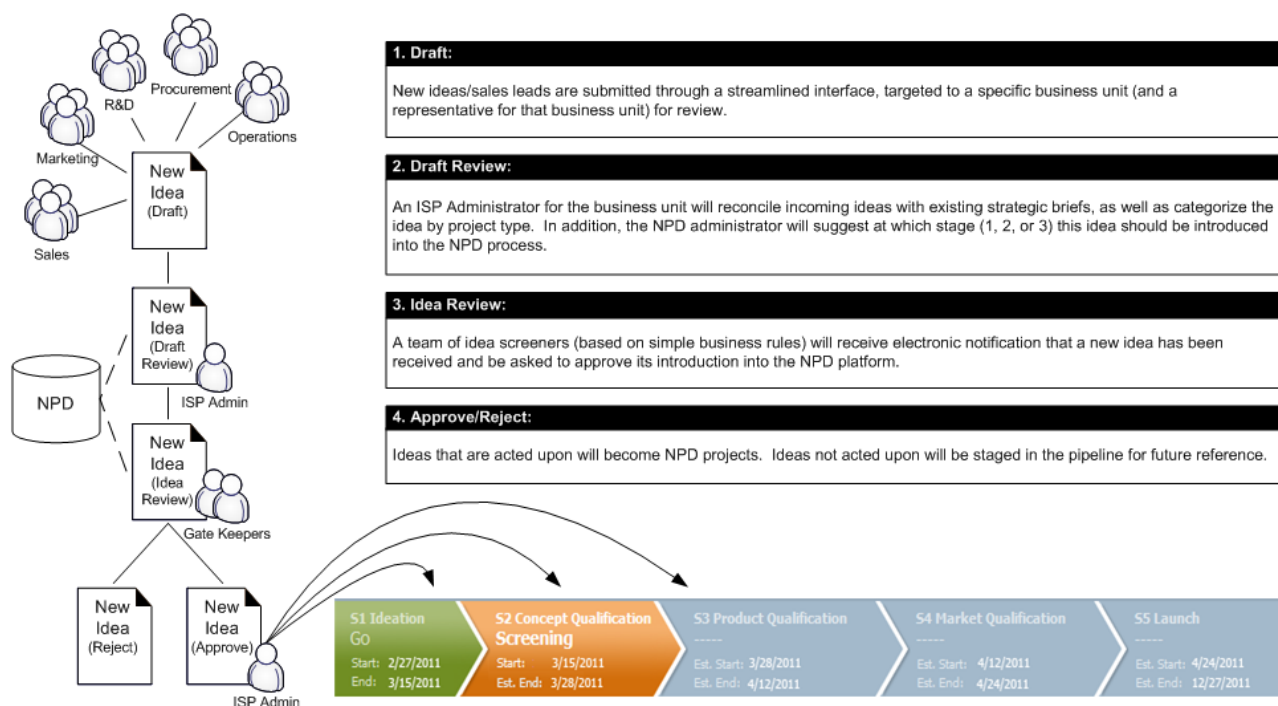 R&D
Procurement
Marketing
Operations
Sales
New
Idea
(Draft)
New
Idea
(Draft
Review)
ISP Admin
NPD
New
Idea
(Idea
Review)
Gate Keepers
New
Idea
(Reject)
New
Idea
(Approve)
ISP Admin
1. Draft:
New ideas/sales leads are submitted through a streamlined interface, targeted to a specific business unit (and a
representative for that business unit) for review.
2. Draft Review:
An ISP Administrator for the business unit will reconcile incoming ideas with existing strategic briefs, as well as categorize the
idea by project type.  In addition, the NPD administrator will suggest at which stage (1, 2, or 3) this idea should be introduced
into the NPD process.
3. Idea Review:
A team of idea screeners (based on simple business rules) will receive electronic notification that a new idea has been
received and be asked to approve its introduction into the NPD platform.
4. Approve/Reject:
Ideas that are acted upon will become NPD projects.  Ideas not acted upon will be staged in the pipeline for future reference.
S1 Ideation
Go
Start: 2/27/2011
End: 3/15/2011
S2 Concept Qualification
Screening
Start: 3/15/2011
Est. End: 3/28/2011
S3 Product Qualification
-----
Est. Start: 3/28/2011
Est. End: 4/12/2011
S4 Market Qualification
-----
Est. Start: 4/12/2011
Est. End: 4/24/2011
S5 Launch
-----
Est. Start: 4/24/2011
Est. End: 12/27/2011